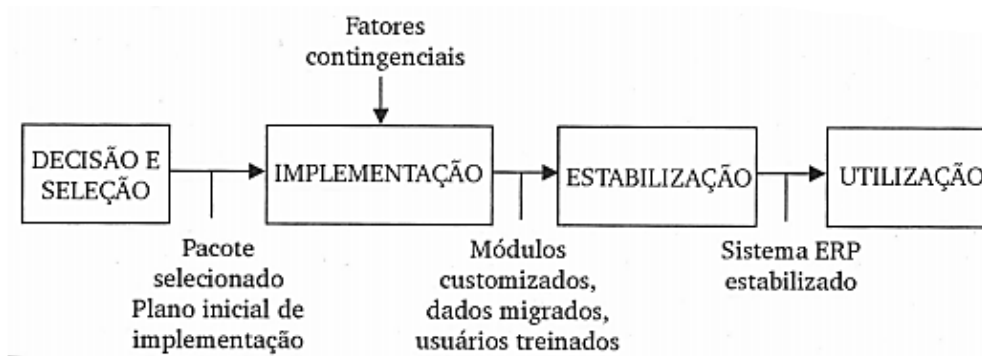 Fatores
contingenciais
DECISÃO E
SELEÇÃO
IMPLEMENTAÇÃO
ESTABILIZAÇÃO
UTILIZAÇÃO
Pacote
selecionado
Plano inicial de
implementação
Módulos
customizados,
dados migrados,
usuários treinados
Sistema ERP
estabilizado